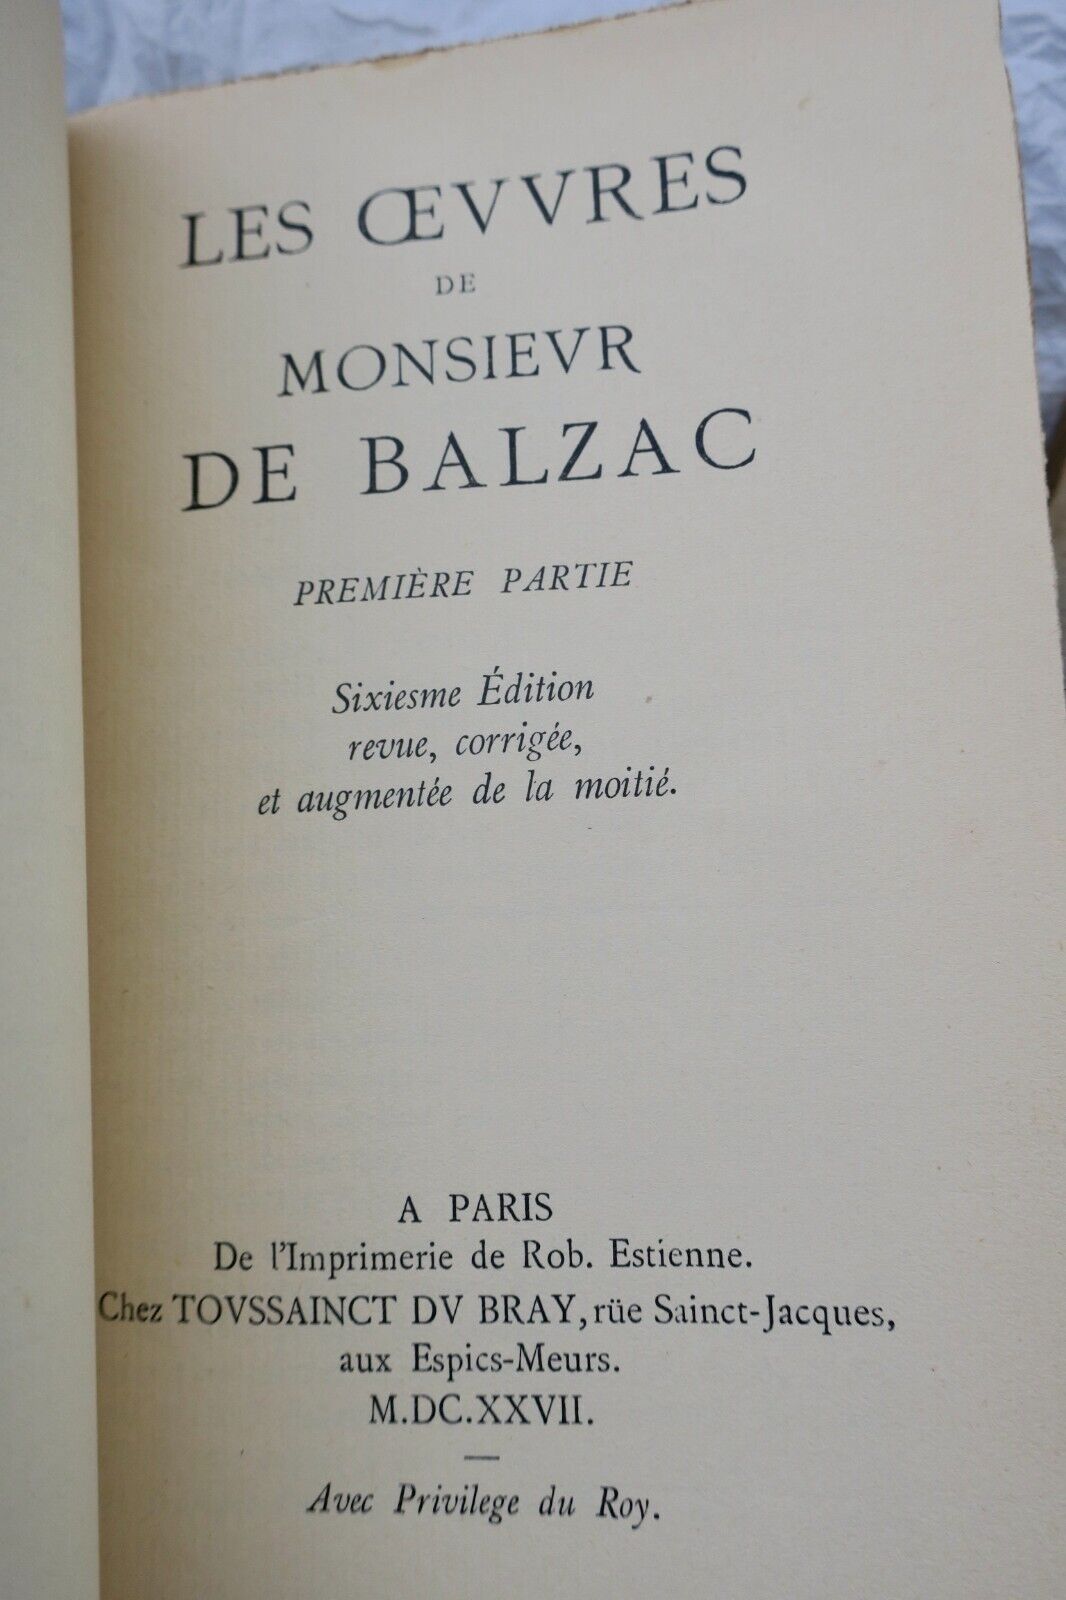 LES ŒVVRES
DE
MONSIEVR
DE BALZAC
PREMIÈRE PARTIE
Sixiesme Édition
revue, corrigée,
et augmentée de la moitié.
A PARIS
De l'Imprimerie de Rob. Estienne.
Chez TOVSSAINCT DV BRAY, rüe Sainct-Jacques,
aux Espics-Meurs.
M.DC.XXVII.
Avec Privilege du Roy.